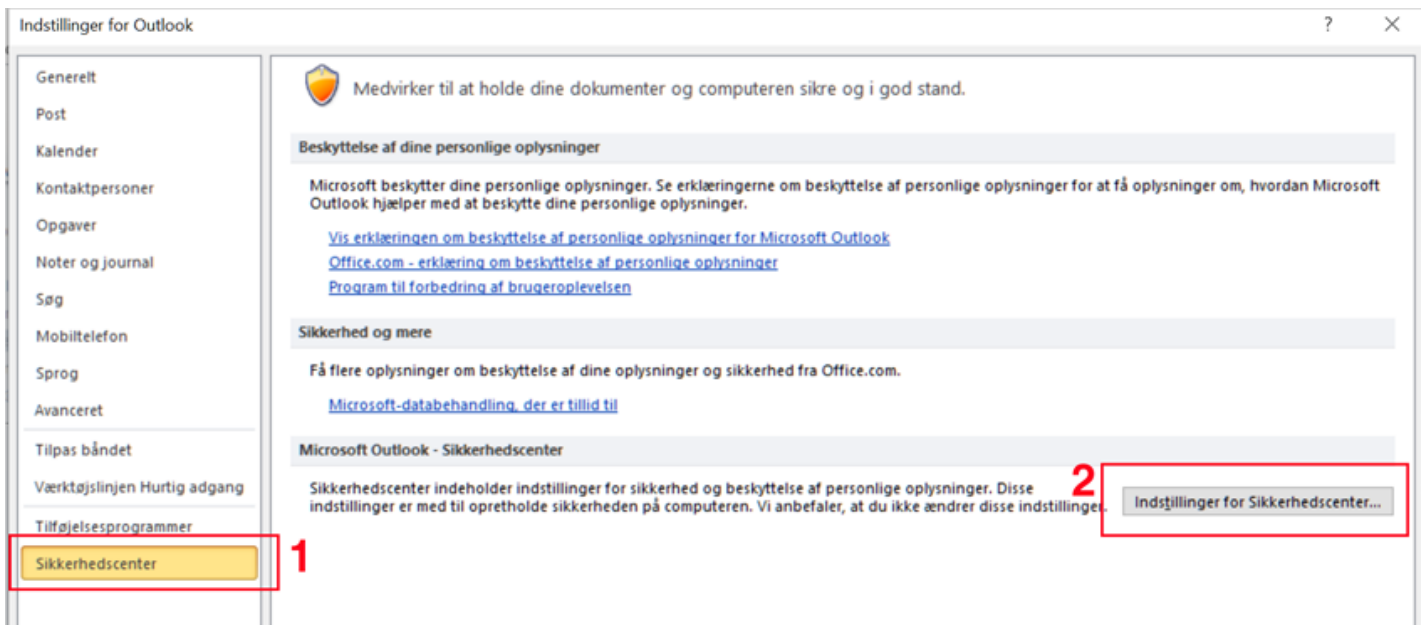 Indstillinger for Outlook
?
Generelt
Post
Kalender
Kontaktpersoner
Opgaver
Noter og journal
Søg
Mobiltelefon
Sprog
Avanceret
Tilpas båndet
Værktøjslinjen Hurtig adgang
Tilføjelsesprogrammer
Sikkerhedscenter
1
Medvirker til at holde dine dokumenter og computeren sikre og i god stand.
Beskyttelse af dine personlige oplysninger
Microsoft beskytter dine personlige oplysninger. Se erklæringerne om beskyttelse af personlige oplysninger for at få oplysninger om, hvordan Microsoft
Outlook hjælper med at beskytte dine personlige oplysninger.
Vis erklæringen om beskyttelse af personlige oplysninger for Microsoft Outlook
Office.com - erklæring om beskyttelse af personlige oplysninger
Program til forbedring af brugeroplevelsen
Sikkerhed og mere
Få flere oplysninger om beskyttelse af dine oplysninger og sikkerhed fra Office.com.
Microsoft-databehandling, der er tillid til
Microsoft Outlook - Sikkerhedscenter
Sikkerhedscenter indeholder indstillinger for sikkerhed og beskyttelse af personlige oplysninger. Disse
indstillinger er med til opretholde sikkerheden på computeren. Vi anbefaler, at du ikke ændrer disse indstillinger.
2
Indstillinger for Sikkerhedscenter...